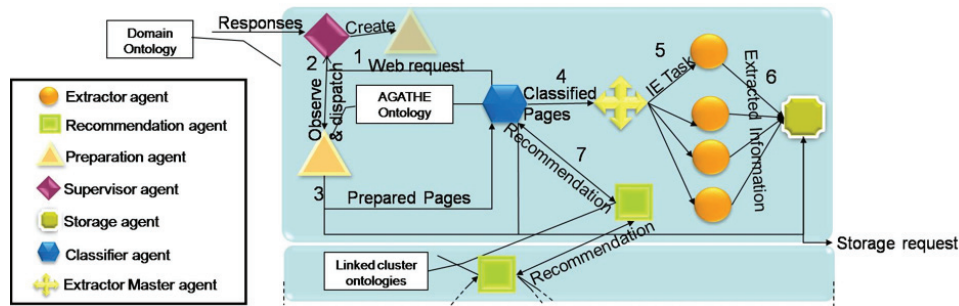 Responses
Domain
Ontology
Create
2
1
Web request
Observe
& dispatch
AGATHE
Ontology
4
Classified
Pages
5
IE Task
6
Extracted Information
7
Recommendation
3
Prepared Pages
Storage request
Recommendation
Linked cluster
ontologies
Extractor agent
Recommendation agent
Preparation agent
Supervisor agent
Storage agent
Classifier agent
Extractor Master agent